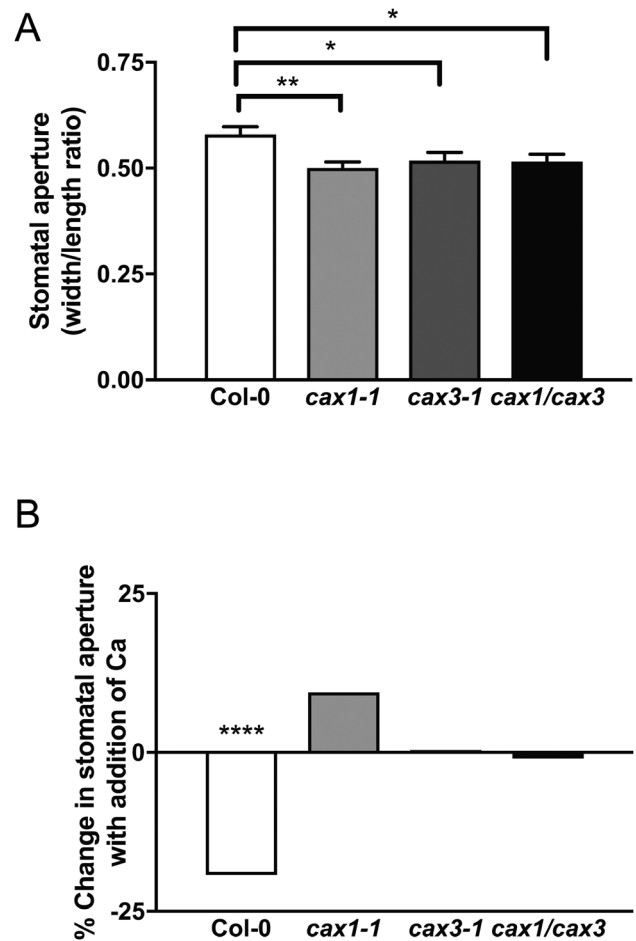 A
*
*
**
0.75
0.50
0.25
0.00
Stomatal aperture
(width/length ratio)
Col-0 cax1-1 cax3-1 cax1/cax3
B
25
0
-25
% Change in stomatal aperture
with addition of Ca
****
Col-0 cax1-1 cax3-1 cax1/cax3